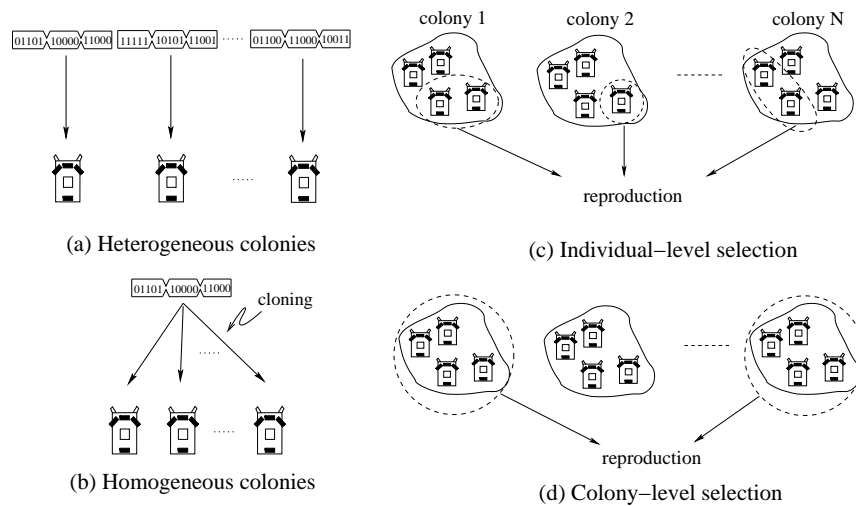 01101 10000 11000 11111 10101 11001 ····· 01100 11000 10011
·····
(a) Heterogeneous colonies
01101 10000 11000
cloning
·····
·····
(b) Homogeneous colonies
colony 1 colony 2 colony N
reproduction
(c) Individual−level selection
reproduction
(d) Colony−level selection